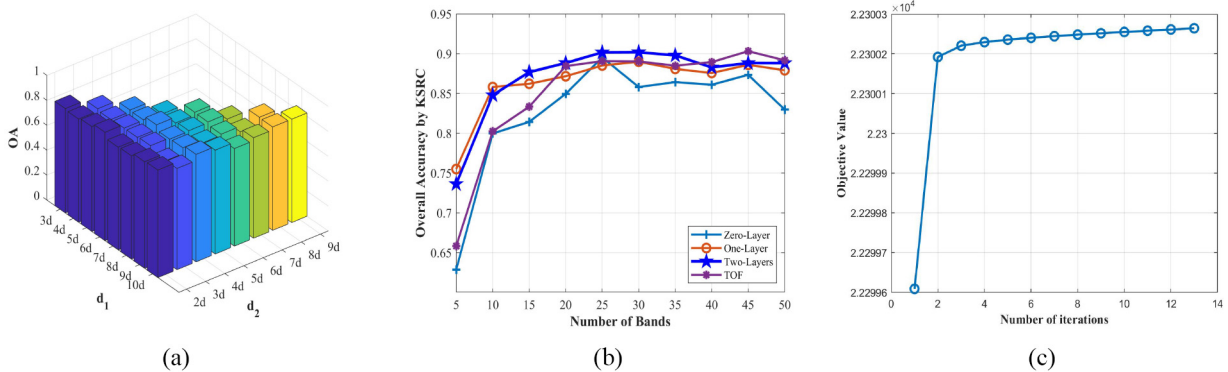 1
0.8
0.6
0.4
0.2
0
OA
3d
4d
5d
6d
7d
8d
9d
10d
d1
2d
3d
4d
5d
6d
7d
8d
9d
d2
(a)
0.95
0.9
0.85
0.8
0.75
0.7
0.65
Overall Accuracy by KSRC
Zero-Layer
One-Layer
Two-Layers
TOF
5 10 15 20 25 30 35 40 45 50
Number of Bands
(b)
×10^4
2.23003
2.23002
2.23001
2.23
2.22999
2.22998
2.22997
2.22996
Objective Value
0 2 4 6 8 10 12 14
Number of iterations
(c)